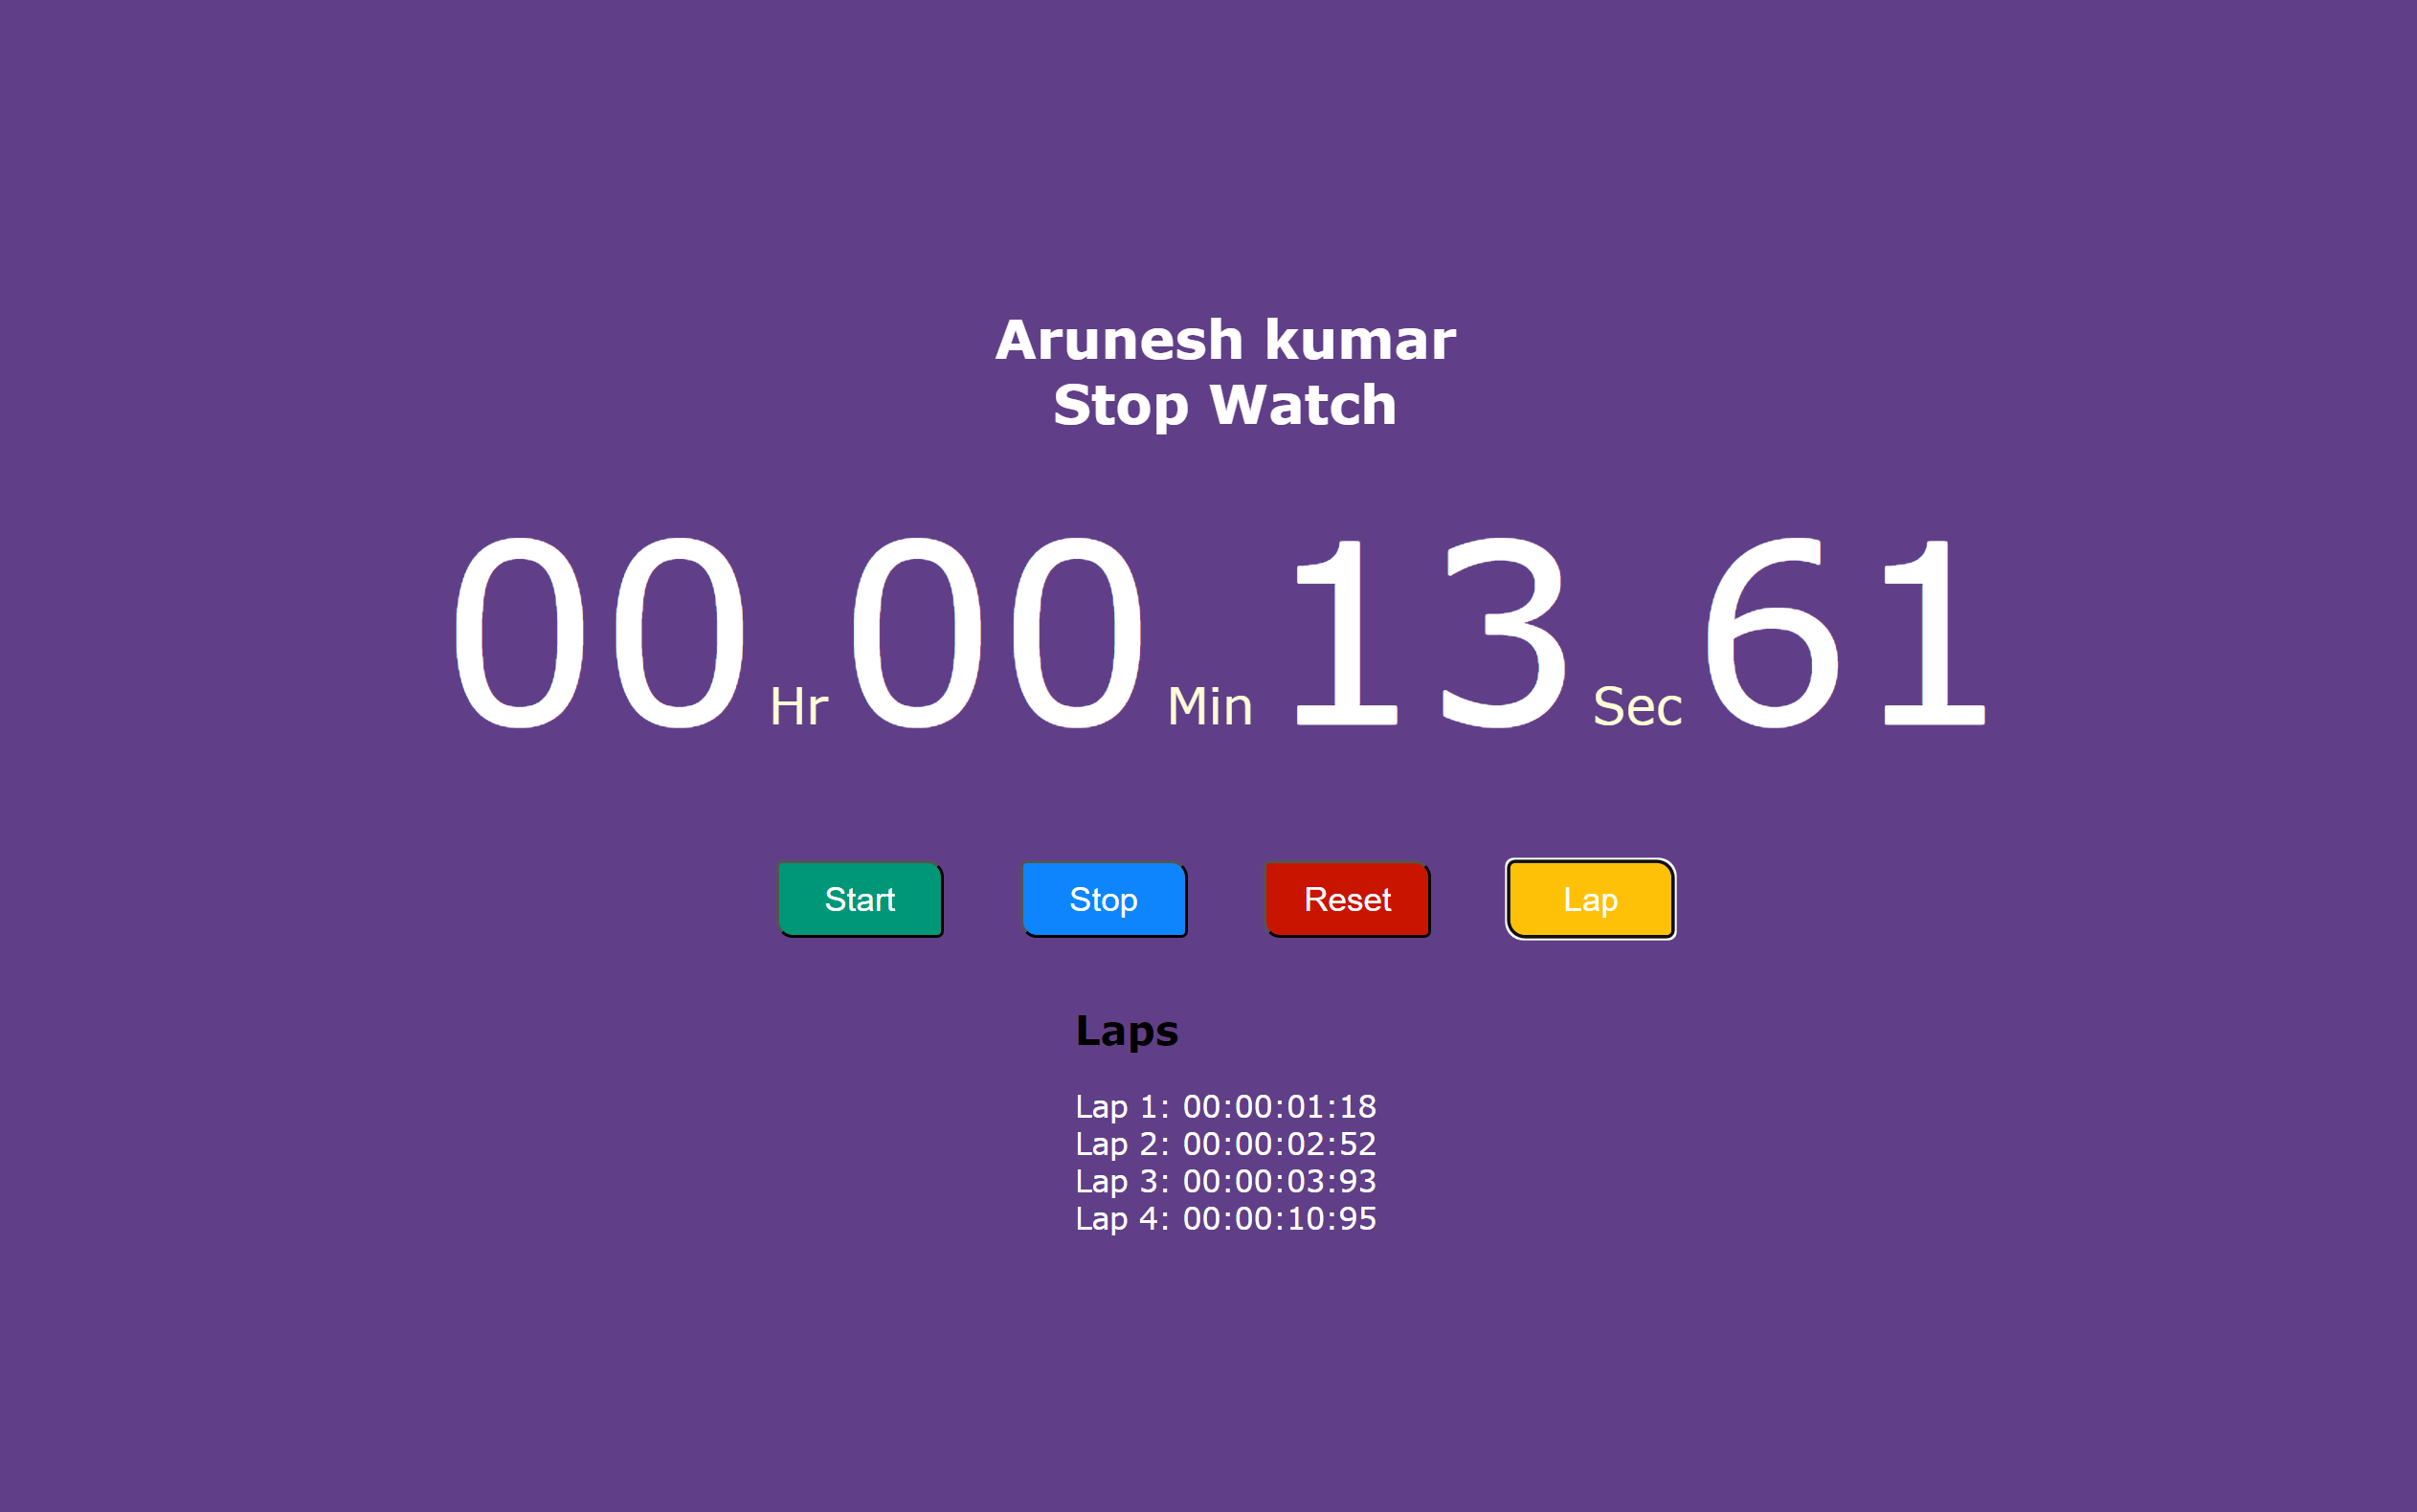 Arunesh kumar
Stop Watch
00 Hr 00 Min 13 Sec 61
Start Stop Reset Lap
Laps
Lap 1: 00:00:01:18
Lap 2: 00:00:02:52
Lap 3: 00:00:03:93
Lap 4: 00:00:10:95